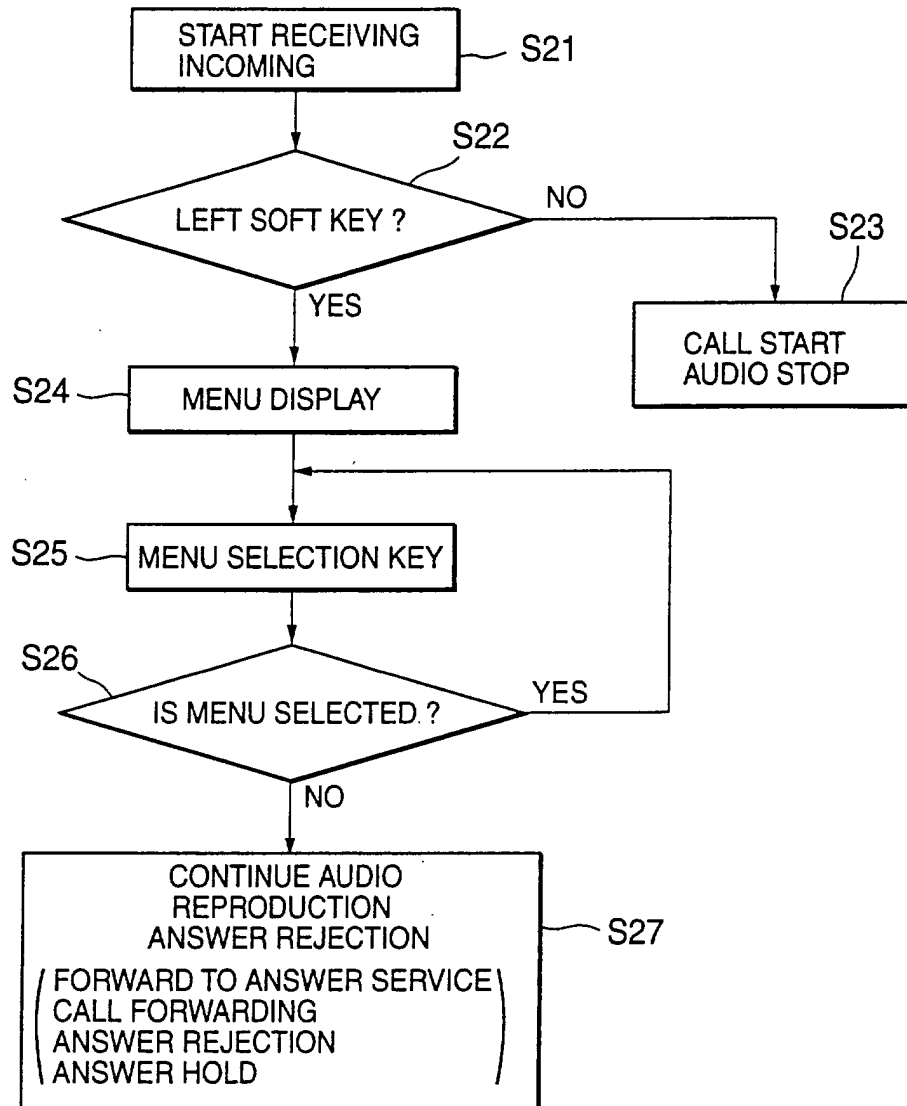 START RECEIVING
INCOMING
S21
S22
LEFT SOFT KEY ?
NO
S23
YES
CALL START
AUDIO STOP
S24
MENU DISPLAY
S25
MENU SELECTION KEY
S26
IS MENU SELECTED. ?
YES
NO
CONTINUE AUDIO
REPRODUCTION
ANSWER REJECTION
S27
( FORWARD TO ANSWER SERVICE )
CALL FORWARDING
ANSWER REJECTION
ANSWER HOLD